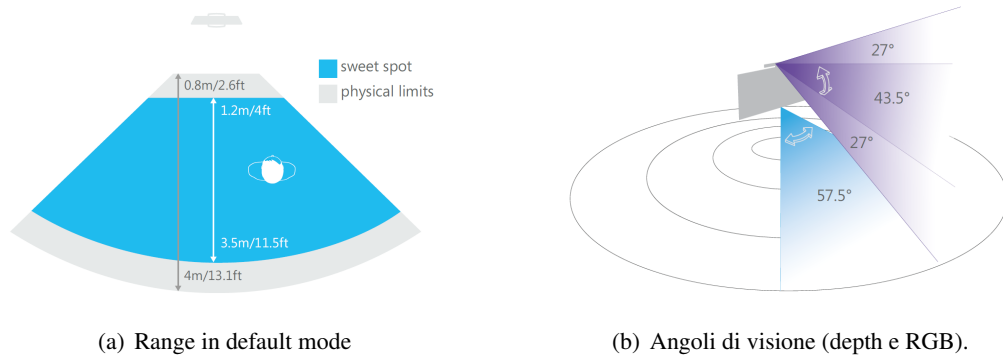 sweet spot
physical limits
0.8m/2.6ft
1.2m/4ft
3.5m/11.5ft
4m/13.1ft
(a) Range in default mode
27°
43.5°
27°
57.5°
(b) Angoli di visione (depth e RGB).